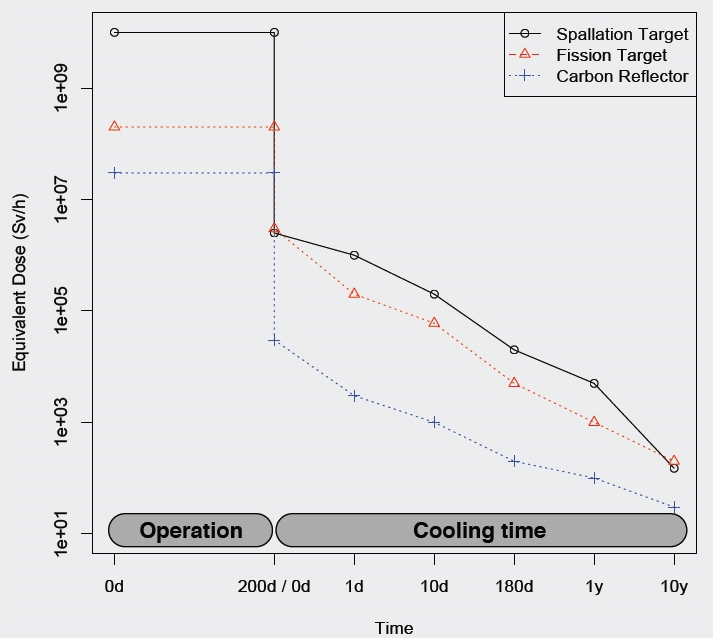 Spallation Target
Fission Target
Carbon Reflector
Equivalent Dose (Sv/h)
1e+09
1e+07
1e+05
1e+03
1e+01
Operation
Cooling time
0d
200d / 0d
1d
10d
180d
1y
10y
Time